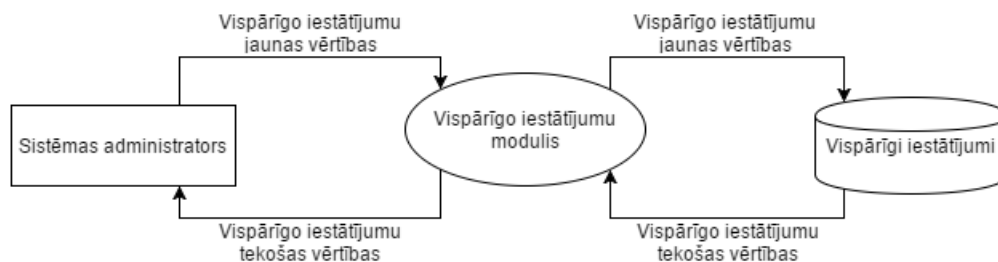 Vispārīgo iestātījumu
jaunas vērtības
Vispārīgo iestātījumu
jaunas vērtības
Sistēmas administrators
Vispārīgo iestātījumu
modulis
Vispārīgi iestātījumi
Vispārīgo iestātījumu
tekošas vērtības
Vispārīgo iestātījumu
tekošas vērtības